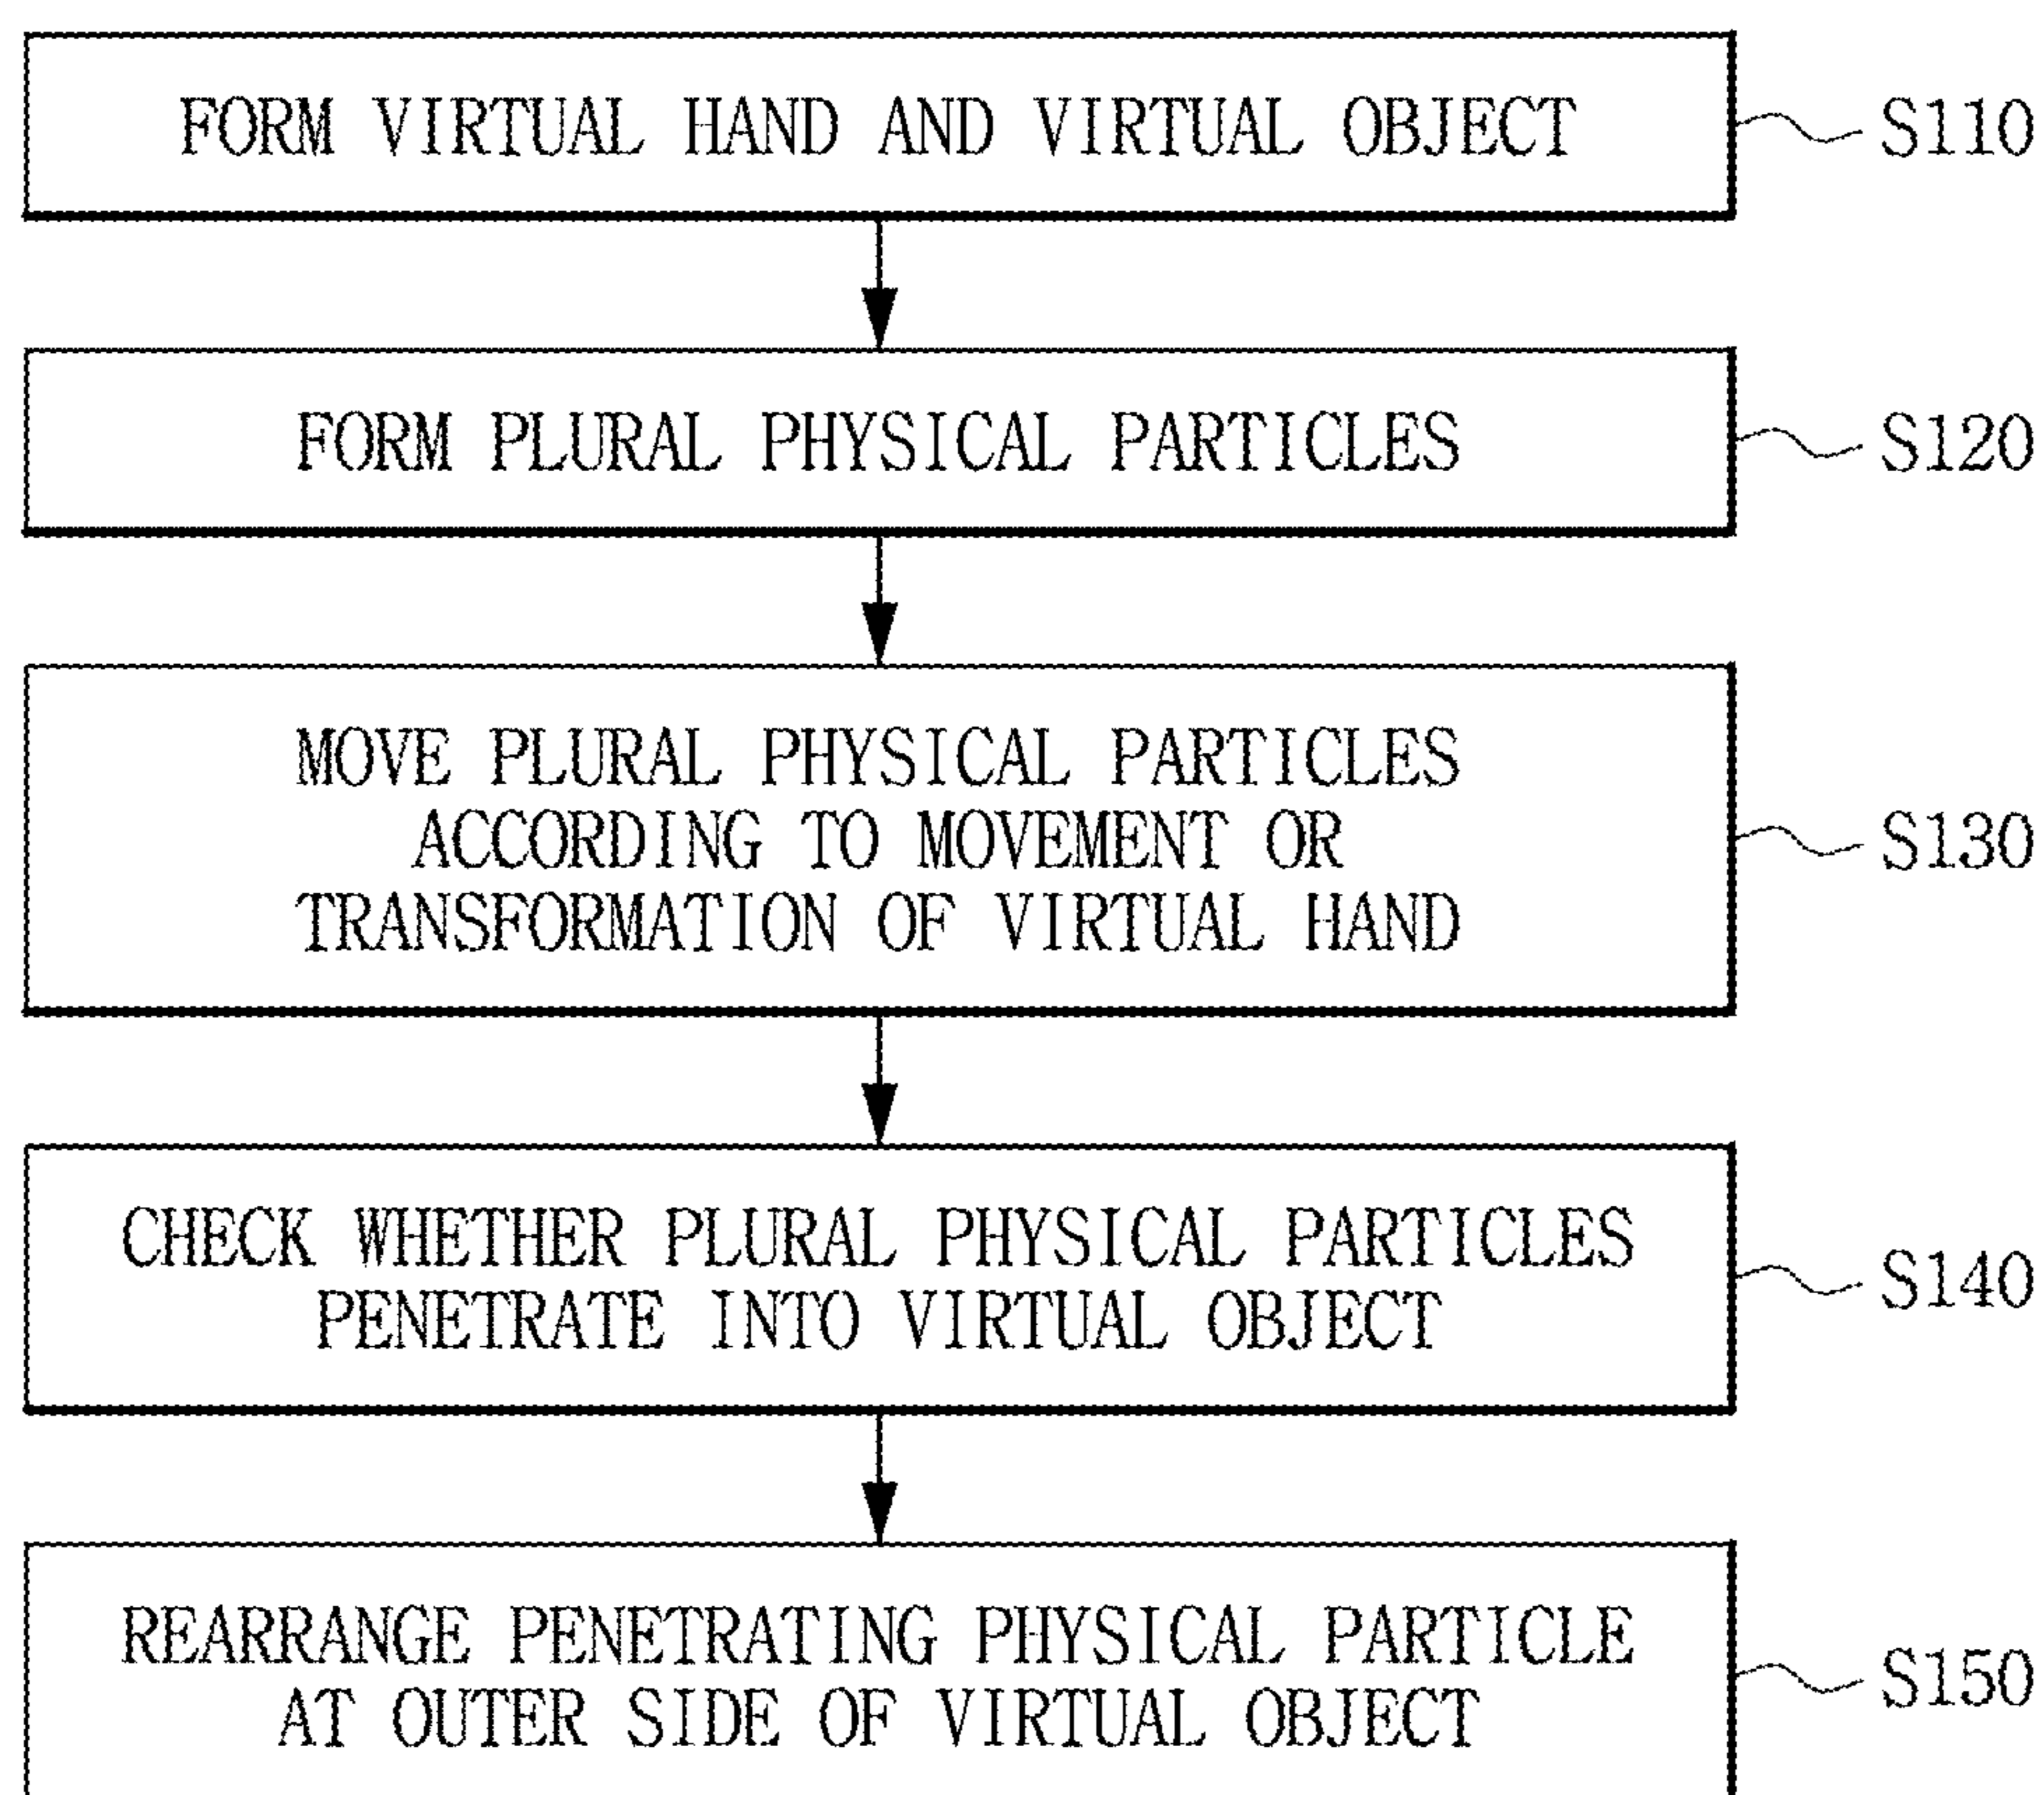 FORM VIRTUAL HAND AND VIRTUAL OBJECT
S110
FORM PLURAL PHYSICAL PARTICLES
S120
MOVE PLURAL PHYSICAL PARTICLES
ACCORDING TO MOVEMENT OR
TRANSFORMATION OF VIRTUAL HAND
S130
CHECK WHETHER PLURAL PHYSICAL PARTICLES
PENETRATE INTO VIRTUAL OBJECT
S140
REARRANGE PENETRATING PHYSICAL PARTICLE
AT OUTER SIDE OF VIRTUAL OBJECT
S150